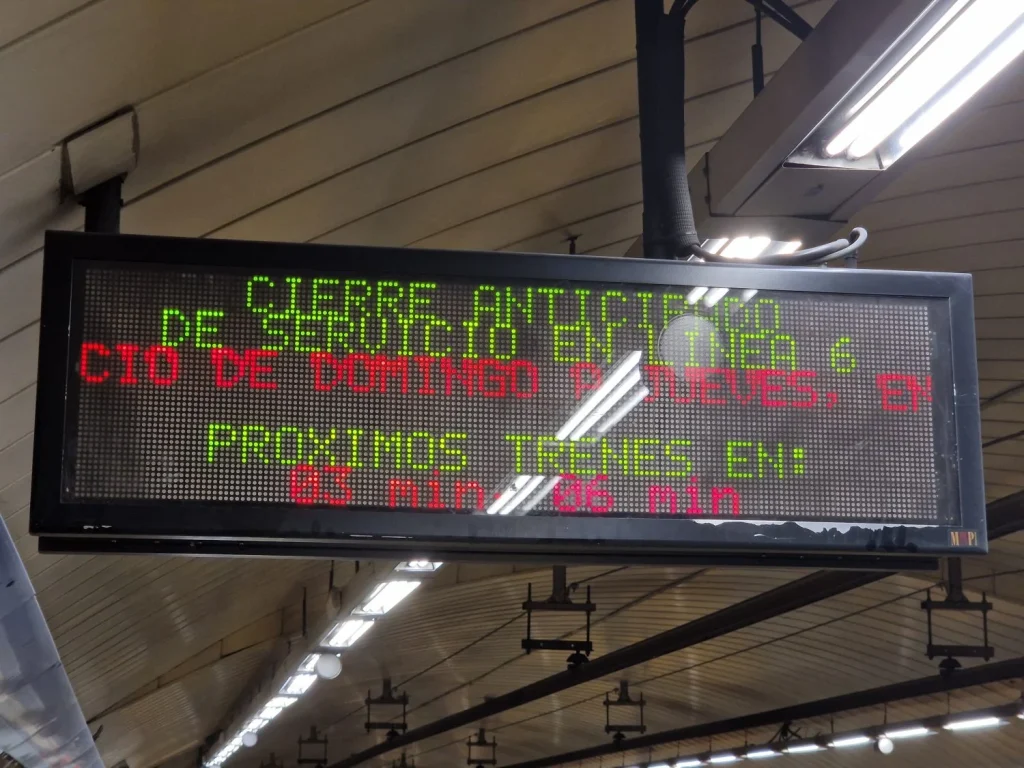 CIERRE ANTICIPADO
DE SERVICIO EN LINEA 6
CIO DE DOMINGO A JUEVES, EN
PROXIMOS TRENES EN:
03 min- 06 min